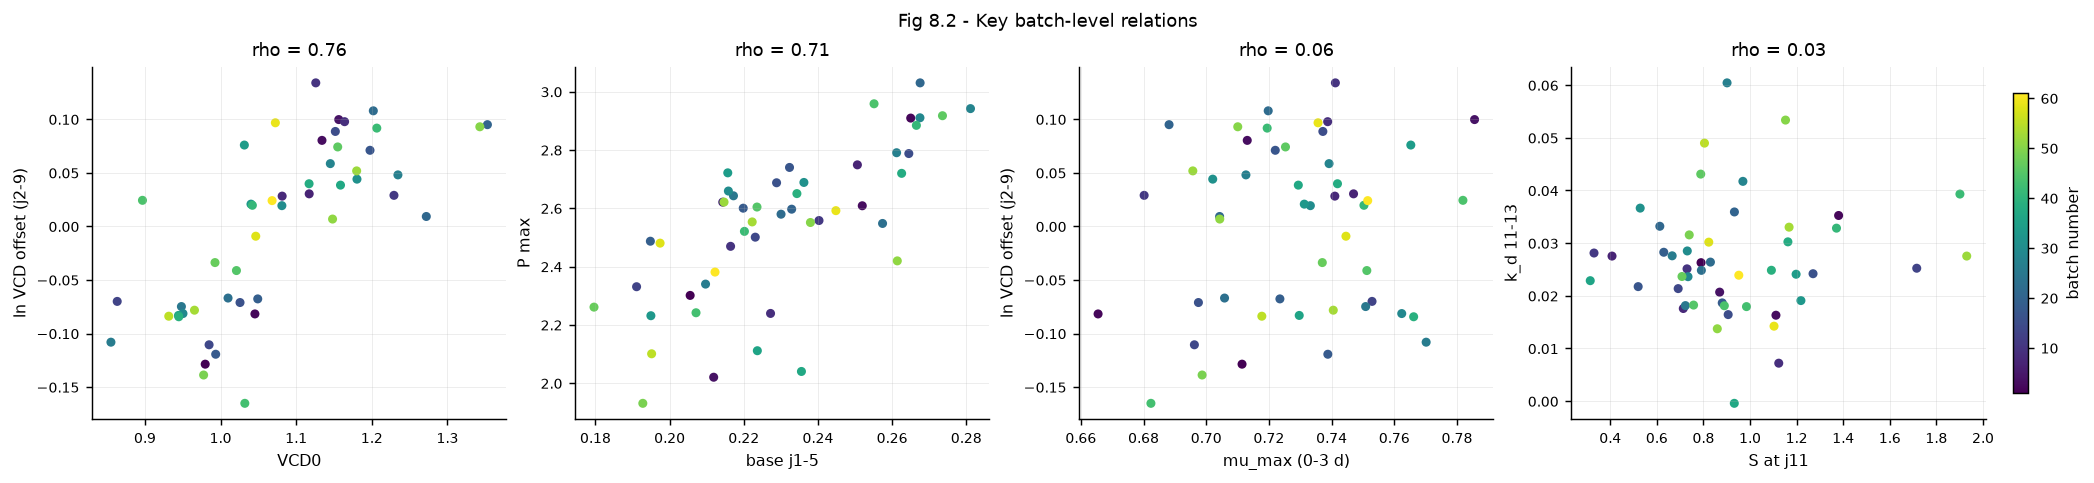 Fig 8.2 - Key batch-level relations
rho = 0.76
ln VCD offset (j2-9)
0.10
0.05
0.00
−0.05
−0.10
−0.15
0.9 1.0 1.1 1.2 1.3
VCD0
rho = 0.71
P max
3.0
2.8
2.6
2.4
2.2
2.0
0.18 0.20 0.22 0.24 0.26 0.28
base j1-5
rho = 0.06
ln VCD offset (j2-9)
0.10
0.05
0.00
−0.05
−0.10
−0.15
0.66 0.68 0.70 0.72 0.74 0.76 0.78
mu_max (0-3 d)
rho = 0.03
k_d 11-13
0.06
0.05
0.04
0.03
0.02
0.01
0.00
0.4 0.6 0.8 1.0 1.2 1.4 1.6 1.8 2.0
S at j11
60
50
40
30
20
10
batch number